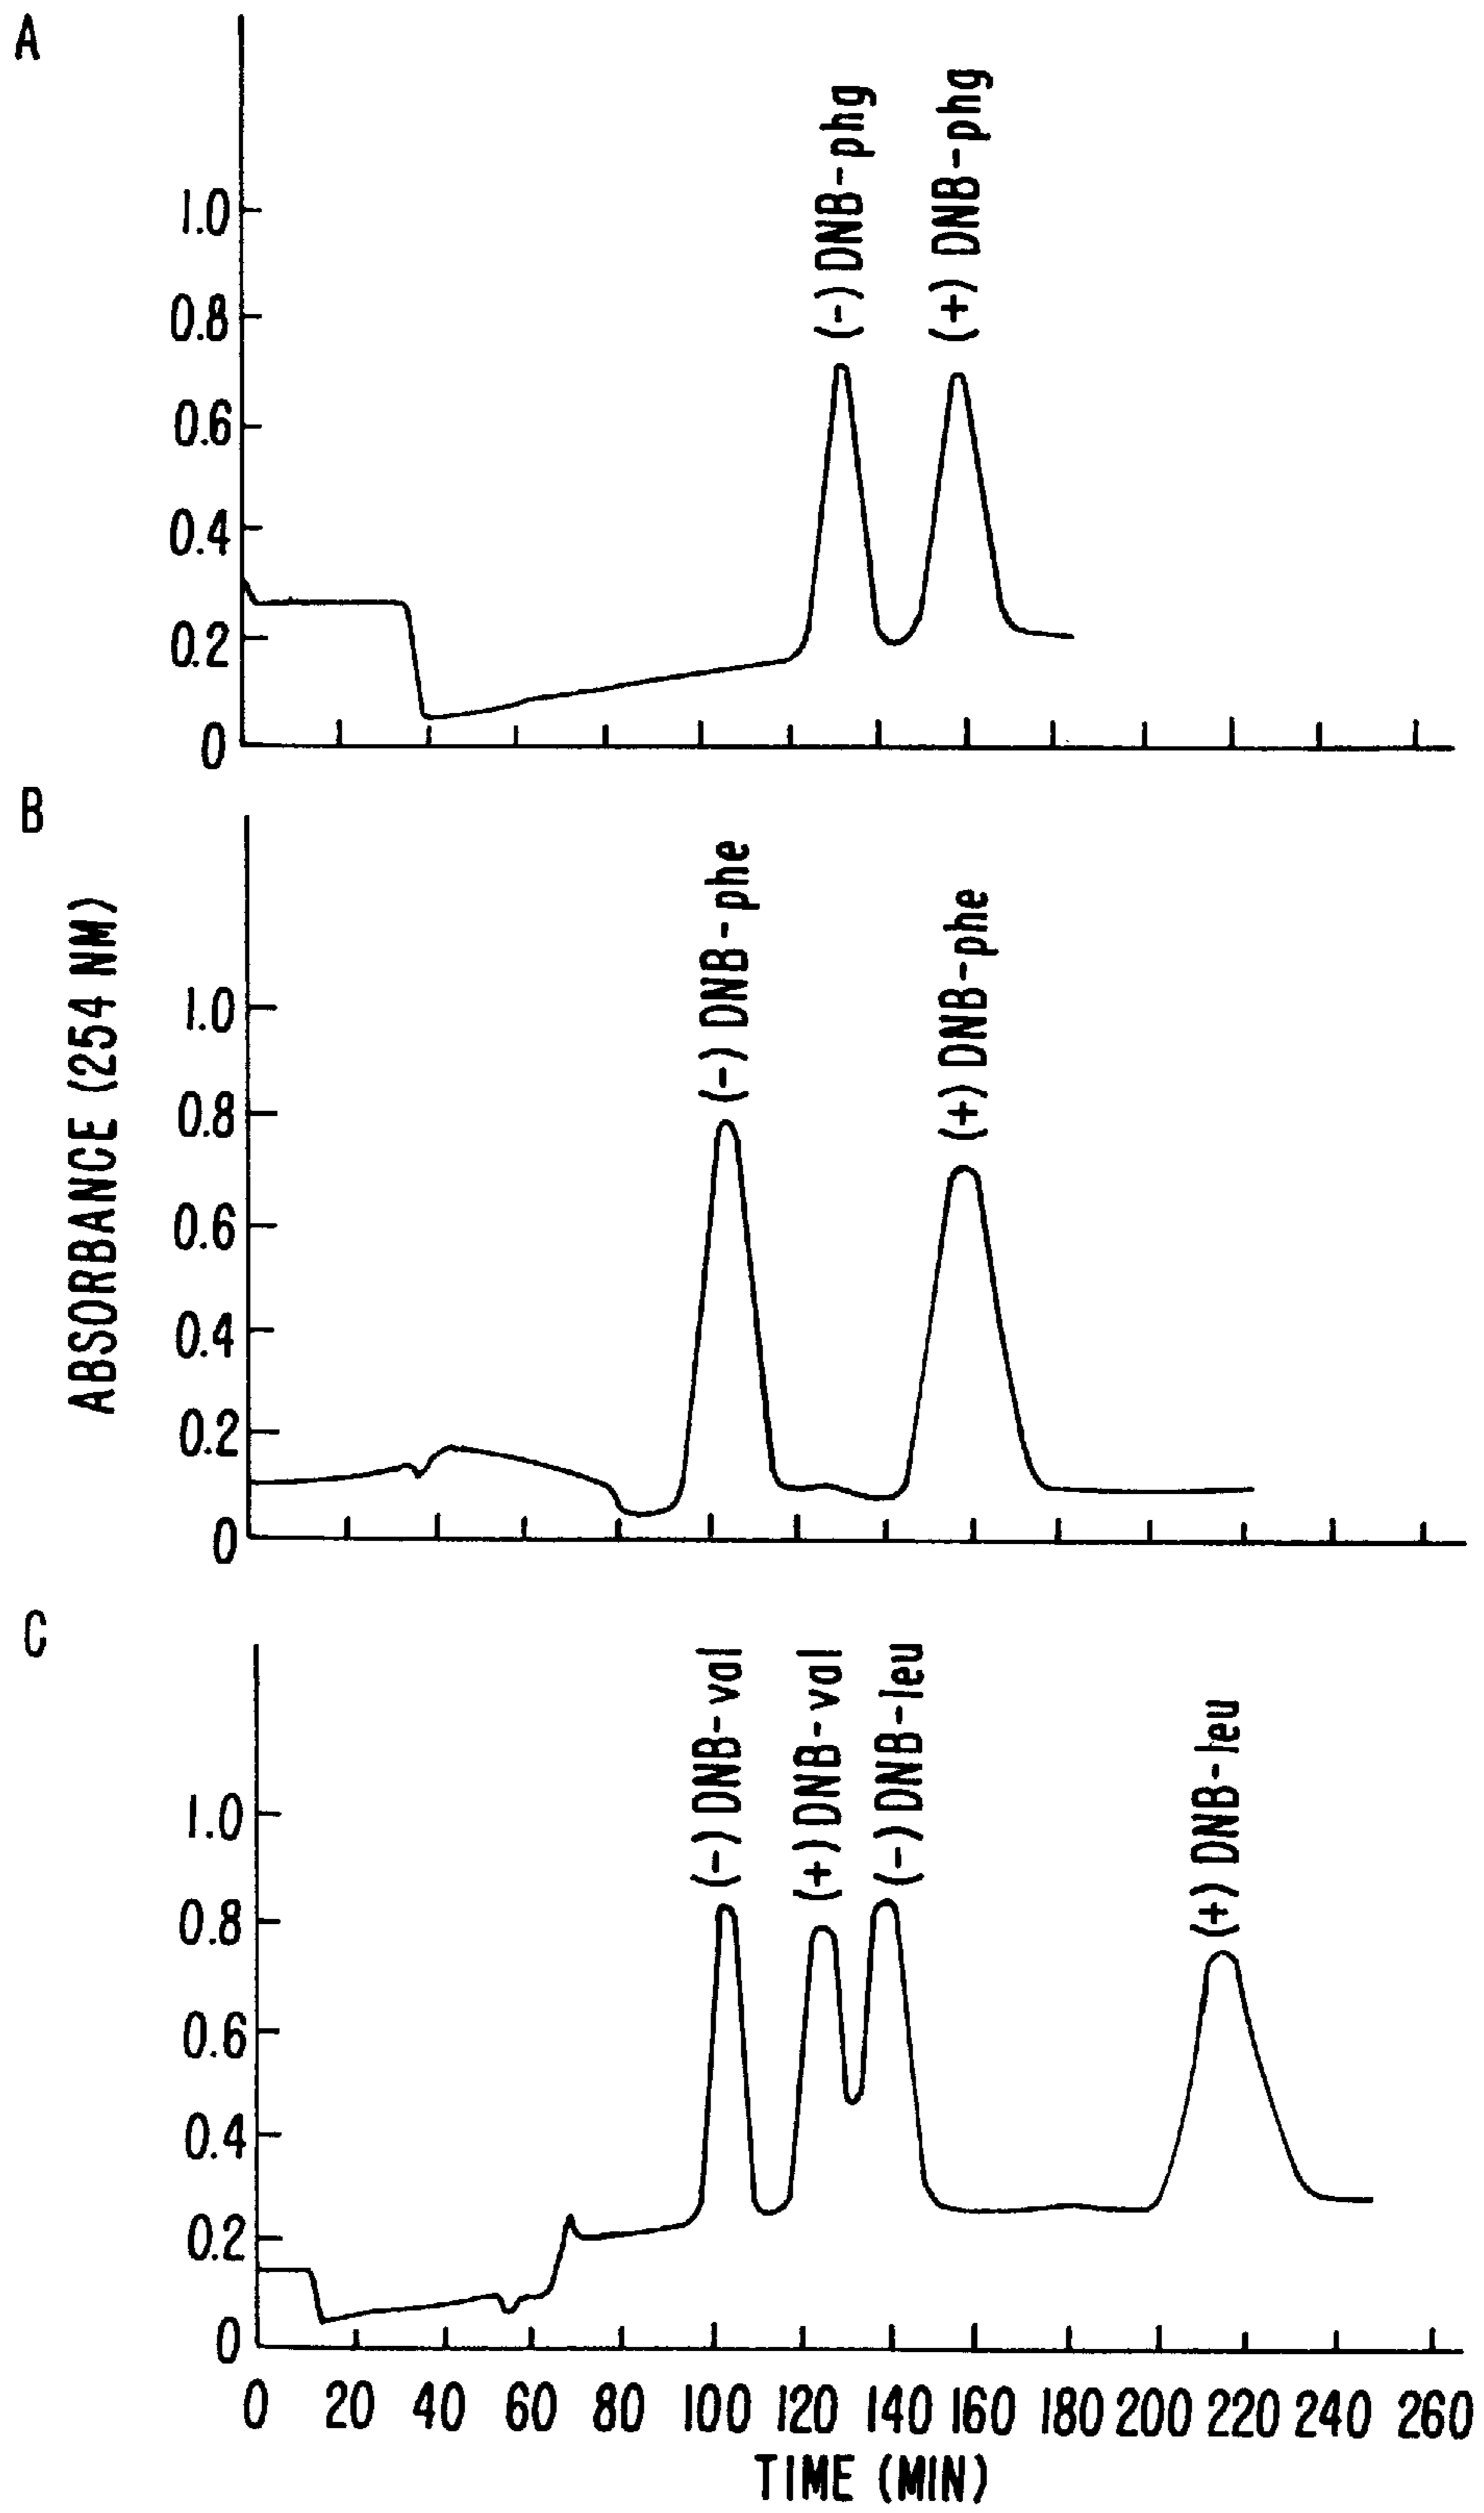 A
(-) DNB-phg
(+) DNB-phg
1.0
0.8
0.6
0.4
0.2
0
B
ABSORBANCE (254 NM)
(-) DNB-phe
(+) DNB-phe
1.0
0.8
0.6
0.4
0.2
0
C
(-) DNB-val
(+) DNB-val
(-) DNB-leu
(+) DNB-leu
1.0
0.8
0.6
0.4
0.2
0
0 20 40 60 80 100 120 140 160 180 200 220 240 260
TIME (MIN)